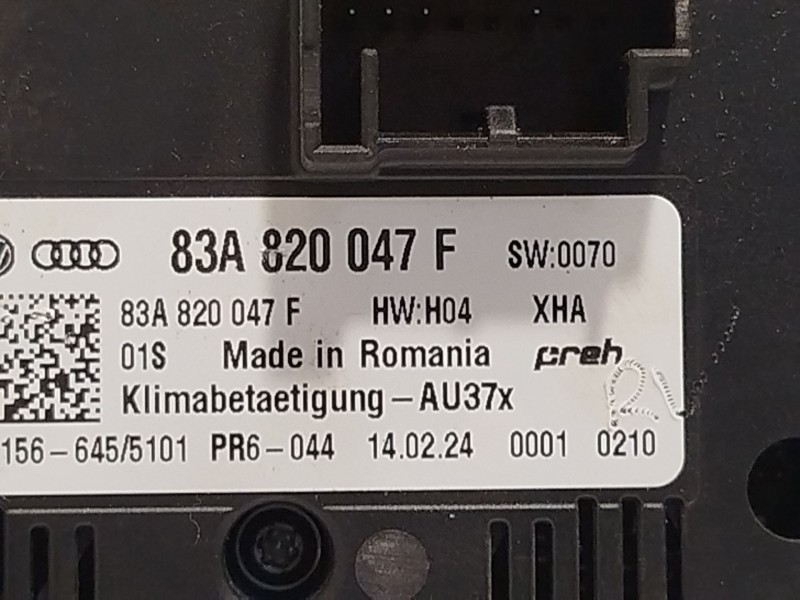 83A 820 047 F SW:0070
83A 820 047 F HW:H04 XHA
01S Made in Romania preh
Klimabetaetigung-AU37x
156-645/5101 PR6-044 14.02.24 0001 0210